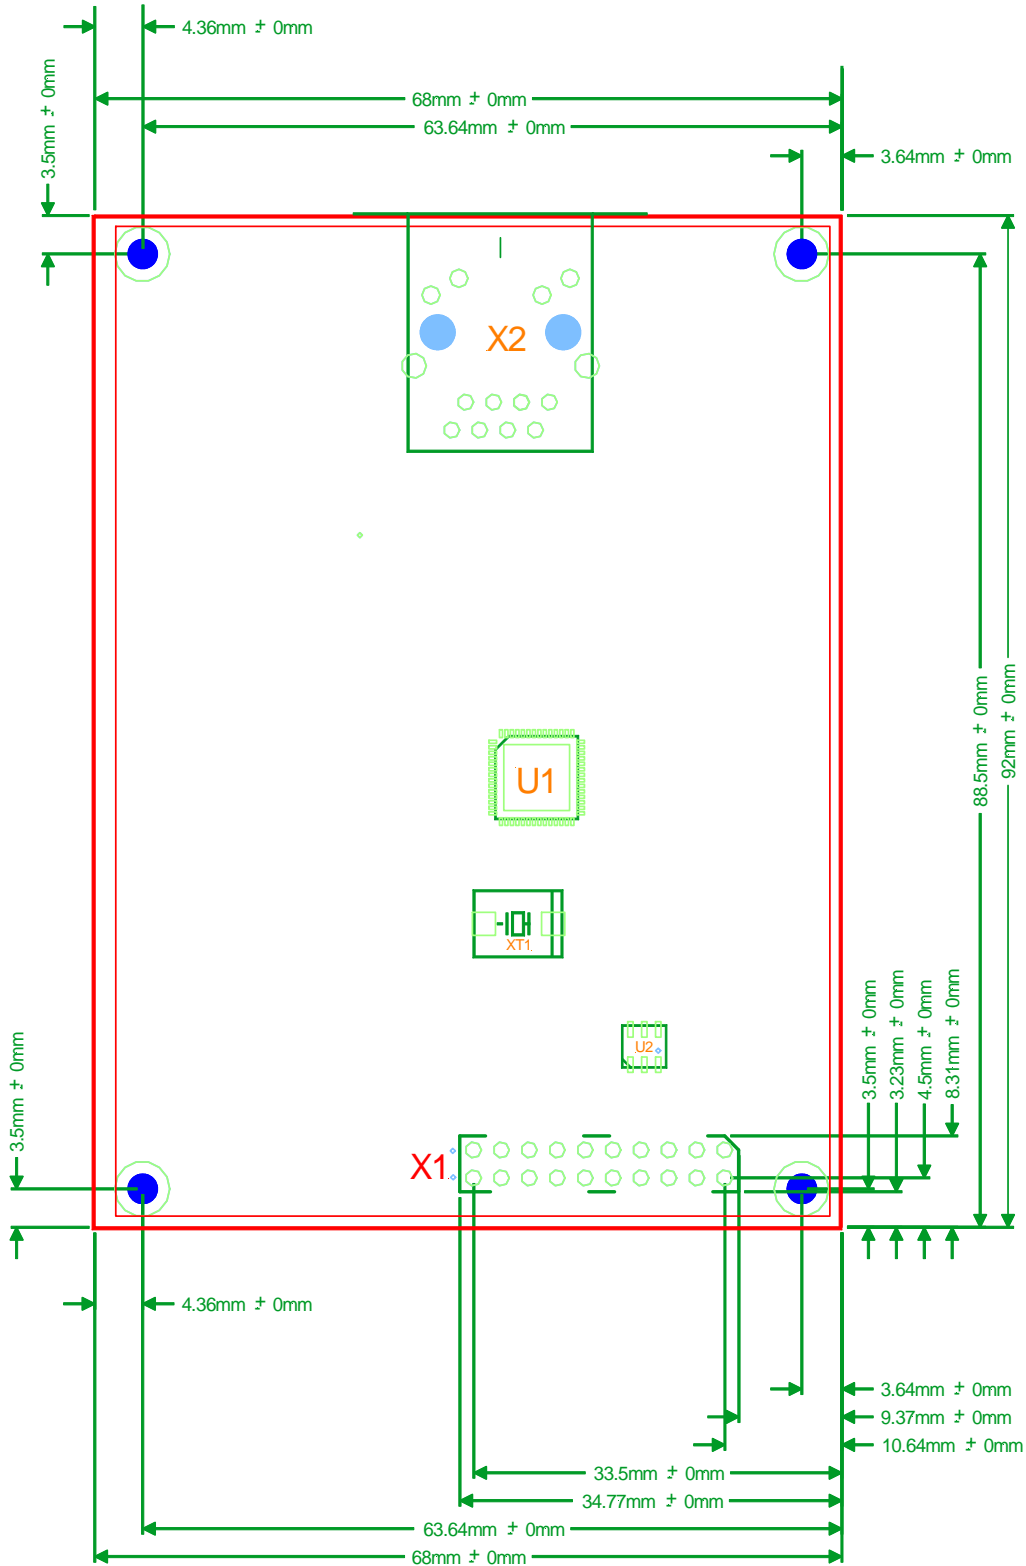 4.36mm ± 0mm
3.5mm ± 0mm
68mm ± 0mm
63.64mm ± 0mm
3.64mm ± 0mm
X2
88.5mm ± 0mm
92mm ± 0mm
U1
XT1
U2
3.5mm ± 0mm
3.23mm ± 0mm
4.5mm ± 0mm
8.31mm ± 0mm
3.5mm ± 0mm
X1
4.36mm ± 0mm
3.64mm ± 0mm
9.37mm ± 0mm
10.64mm ± 0mm
33.5mm ± 0mm
34.77mm ± 0mm
63.64mm ± 0mm
68mm ± 0mm